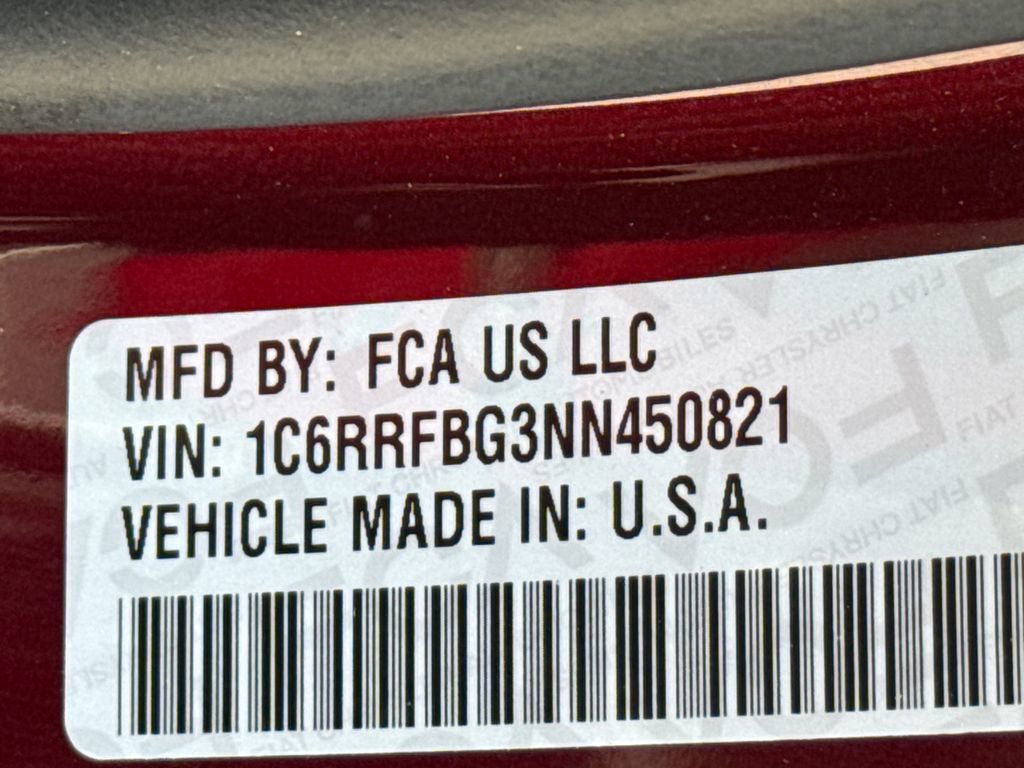 MFD BY: FCA US LLC
VIN: 1C6RRFBG3NN450821
VEHICLE MADE IN: U.S.A.